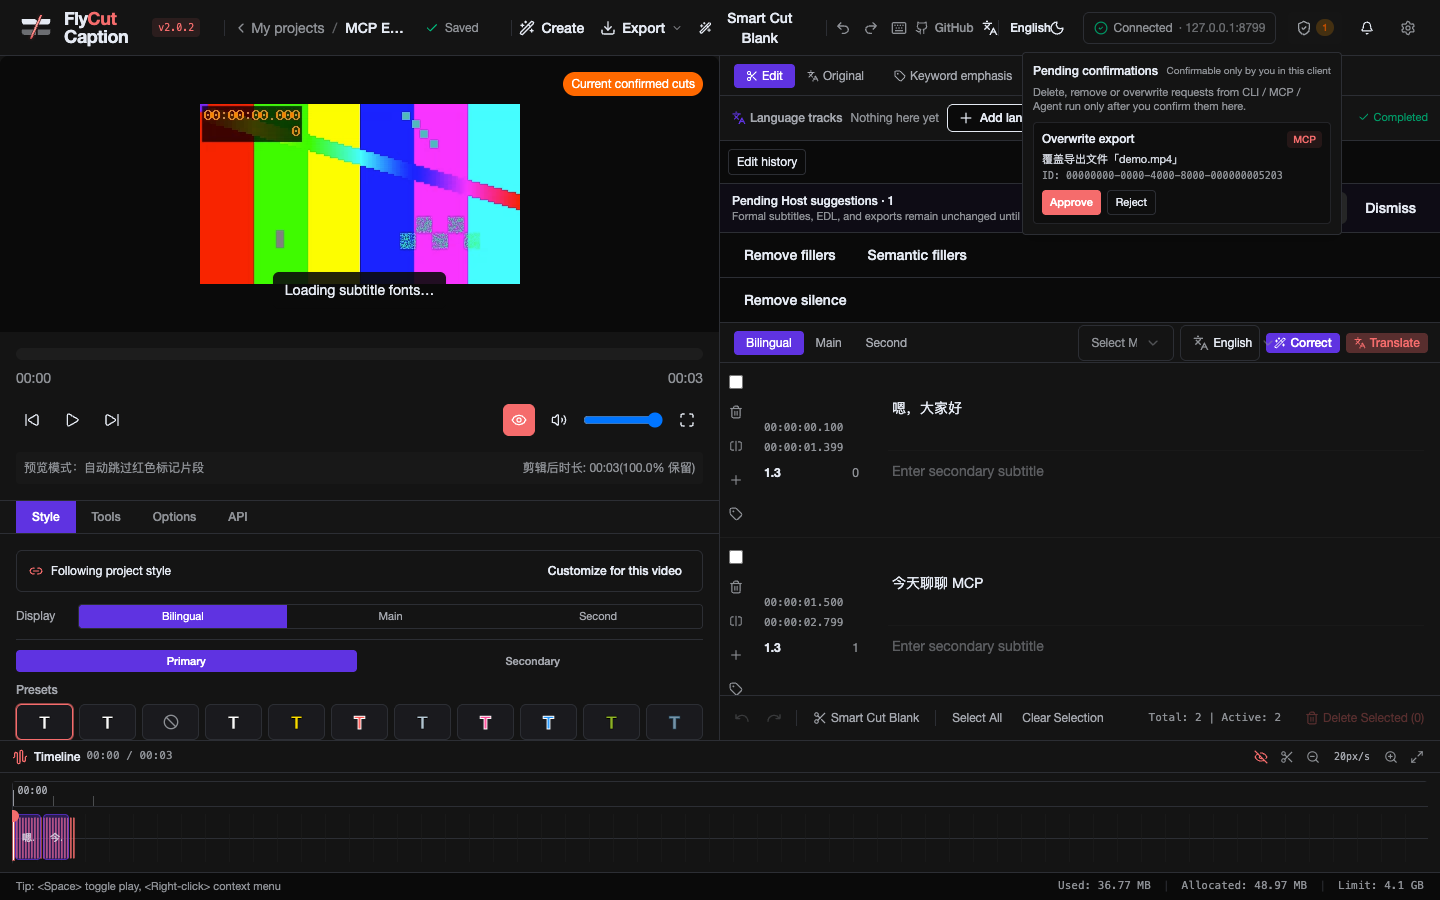 FlyCut
Caption
v2.0.2
My projects / MCP E...
Saved
Create
Export
Smart Cut
Blank
GitHub
English
Connected · 127.0.0.1:8799
1
Current confirmed cuts
00:00:00.000
0
Loading subtitle fonts...
00:00
00:03
预览模式：自动跳过红色标记片段
剪辑后时长: 00:03(100.0% 保留)
Style
Tools
Options
API
Following project style
Customize for this video
Display
Bilingual
Main
Second
Primary
Secondary
Presets
T T T T T T T T T T
Edit
Original
Keyword emphasis
Language tracks
Nothing here yet
Add lan
Completed
Edit history
Pending Host suggestions · 1
Formal subtitles, EDL, and exports remain unchanged until
Dismiss
Pending confirmations
Confirmable only by you in this client
Delete, remove or overwrite requests from CLI / MCP /
Agent run only after you confirm them here.
Overwrite export
MCP
覆盖导出文件「demo.mp4」
ID: 00000000-0000-4000-8000-000000005203
Approve
Reject
Remove fillers
Semantic fillers
Remove silence
Bilingual
Main
Second
Select M
English
Correct
Translate
嗯，大家好
00:00:00.100
00:00:01.399
1.3
0
Enter secondary subtitle
今天聊聊 MCP
00:00:01.500
00:00:02.799
1.3
1
Enter secondary subtitle
Smart Cut Blank
Select All
Clear Selection
Total: 2 | Active: 2
Delete Selected (0)
Timeline
00:00 / 00:03
20px/s
00:00
嗯,
今
Tip: <Space> toggle play, <Right-click> context menu
Used: 36.77 MB
Allocated: 48.97 MB
Limit: 4.1 GB